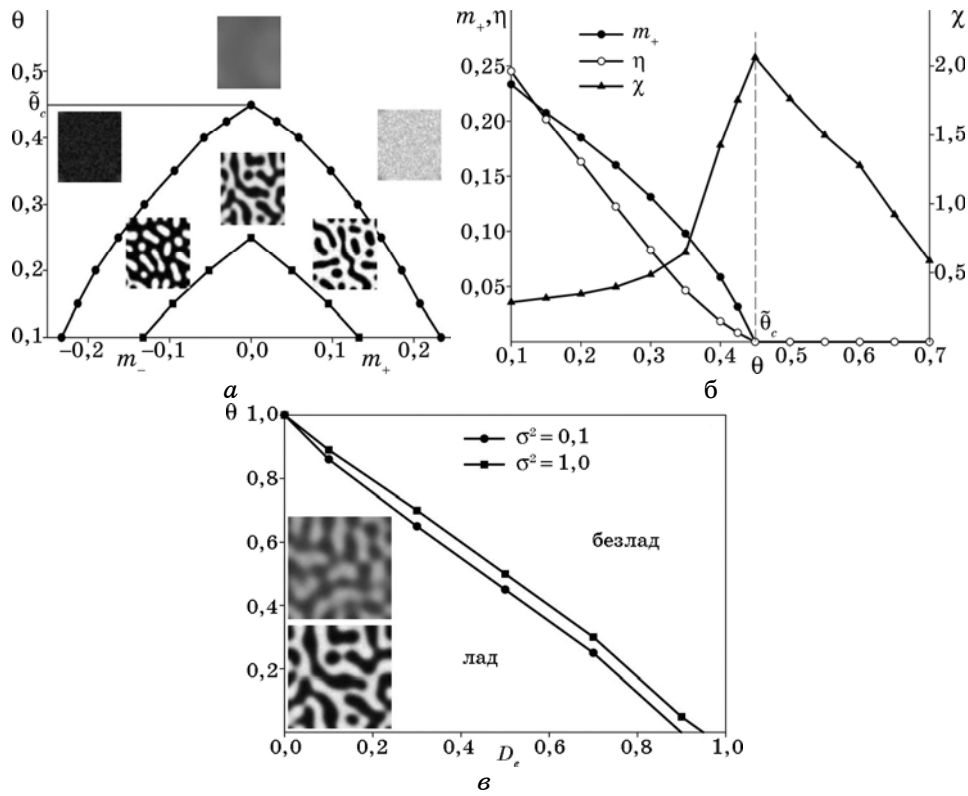 θ
0,5
θ̃c
0,4
0,3
0,2
0,1
−0,2 −0,1 0,0 0,1 0,2
m− m+
а
m+, η χ
m+
η
χ
0,25
0,20
0,15
0,10
0,05
2,0
1,5
1,0
0,5
θ̃c
0,1 0,2 0,3 0,4 0,5 0,6 0,7
θ
б
θ 1,0
σ² = 0,1
σ² = 1,0
0,8
0,6
0,4
0,2
безлад
лад
0,0 0,2 0,4 0,6 0,8 1,0
De
в